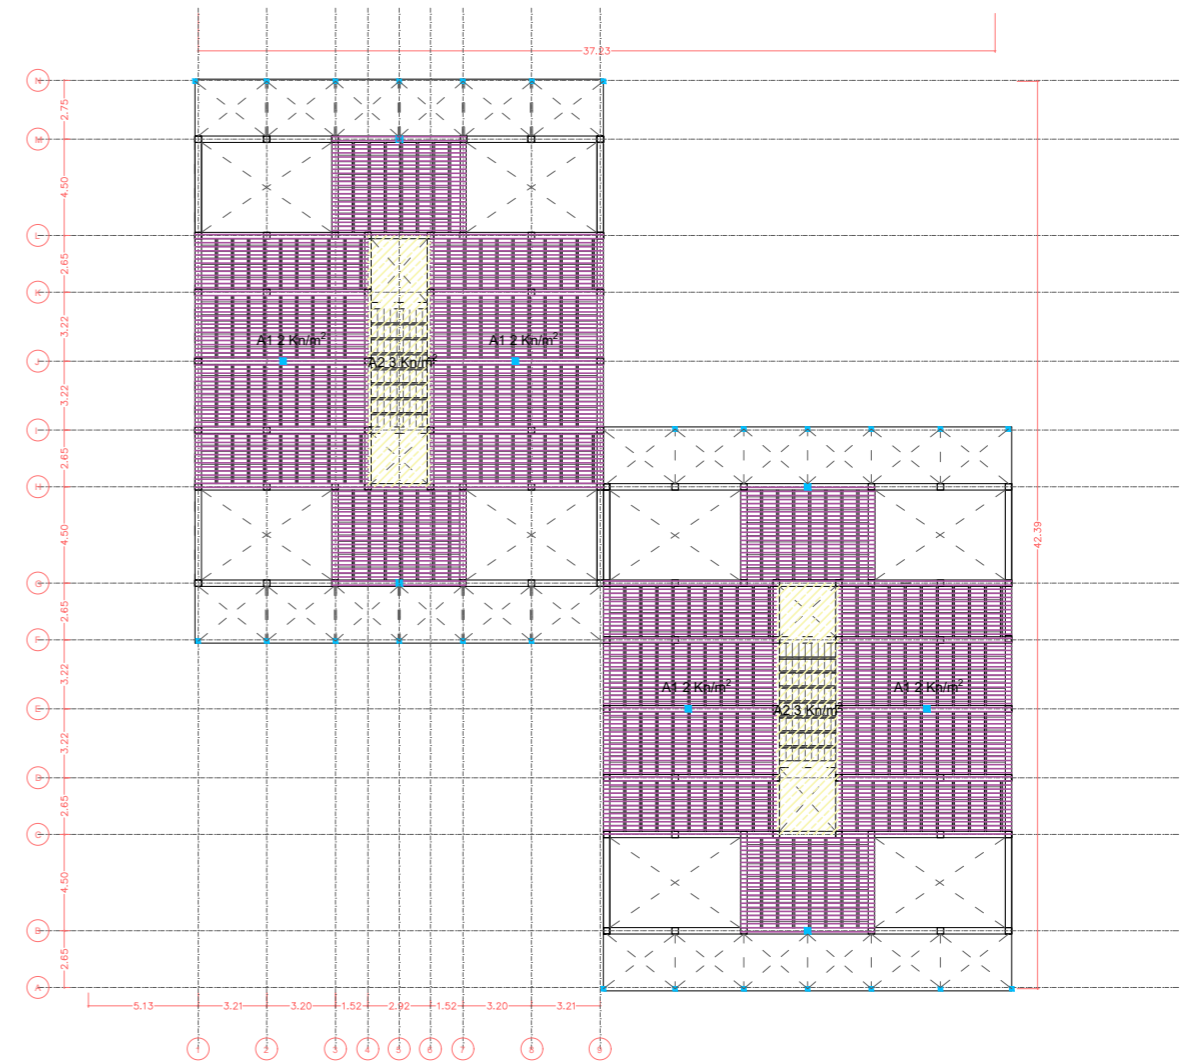 37.23
N
2.75
M
4.50
L
2.65
K
3.22
A1 2 Kn/m²
A1 2 Kn/m²
J
A2 3 Kn/m²
3.22
I
2.65
H
4.50
42.39
G
2.65
F
3.22
A1 2 Kn/m²
A1 2 Kn/m²
E
A2 3 Kn/m²
3.22
D
2.65
C
4.50
B
2.65
A
5.13 3.21 3.20 1.52 2.92 1.52 3.20 3.21
1 2 3 4 5 6 7 8 9